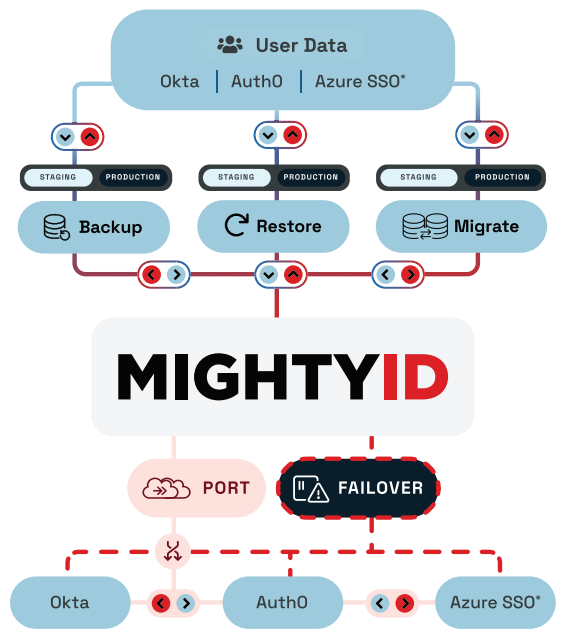 User Data
Okta | Auth0 | Azure SSO*
STAGING PRODUCTION STAGING PRODUCTION STAGING PRODUCTION
Backup Restore Migrate
MIGHTYID
PORT FAILOVER
Okta Auth0 Azure SSO*